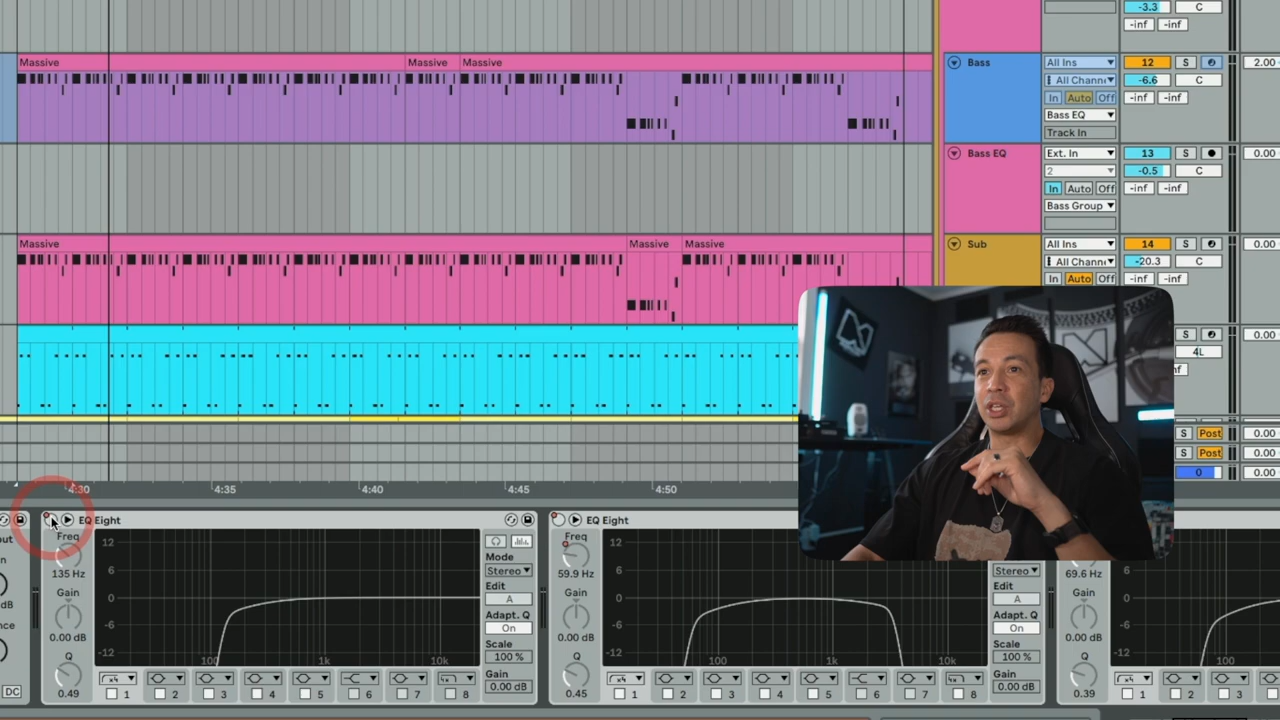 -3.3 C
-inf -inf
Massive Massive Massive
Bass All Ins 12 S 2.00
All Channe -6.6 C
In Auto Off -inf -inf
Bass EQ
Track In
Bass EQ Ext. In 13 S 0.00
2 -0.5 C
In Auto Off -inf -inf
Bass Group
Massive Massive Massive
Sub All Ins 14 S 0.00
All Channe -20.3 C
In Auto Off -inf -inf
S 0.00
4L
nf
S Post 0.00
S Post 0.00
0 0.00
4:30 4:35 4:40 4:45 4:50
EQ Eight EQ Eight
Freq 12 Mode Freq 12
135 Hz 6 Stereo 59.9 Hz 6 Stereo 69.6 Hz 6
Gain 0 Edit Gain 0 Edit Gain 0
A A
0.00 dB -6 Adapt. Q 0.00 dB -6 Adapt. Q 0.00 dB -6
On On
Q -12 Scale Q -12 Scale Q -12
100 1k 10k 100 % 100 1k 10k 100 % 100
Gain Gain
0.49 1 2 3 4 5 6 7 8 0.00 dB 0.45 1 2 3 4 5 6 7 8 0.00 dB 0.39 1 2 3
put
dB
nce
DC